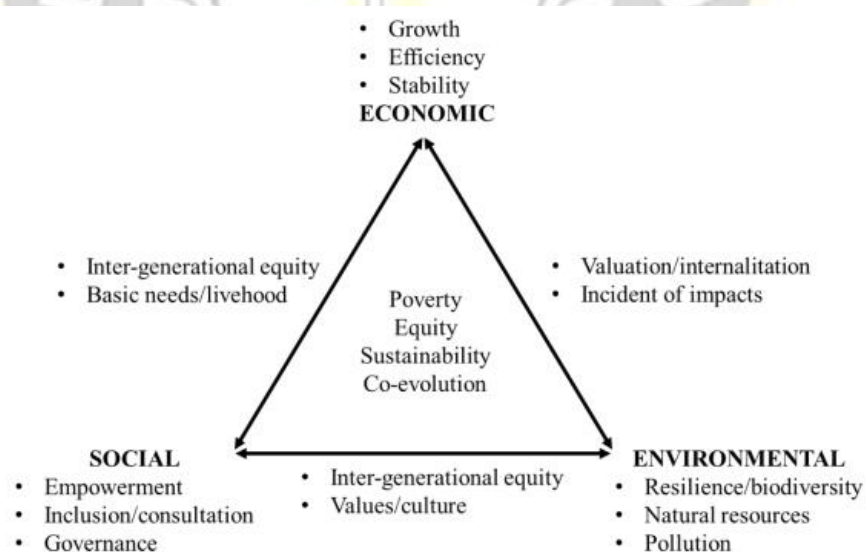 • Growth
• Efficiency
• Stability
ECONOMIC
• Inter-generational equity
• Basic needs/livehood
• Valuation/internalitation
• Incident of impacts
Poverty
Equity
Sustainability
Co-evolution
SOCIAL
• Empowerment
• Inclusion/consultation
• Governance
• Inter-generational equity
• Values/culture
ENVIRONMENTAL
• Resilience/biodiversity
• Natural resources
• Pollution